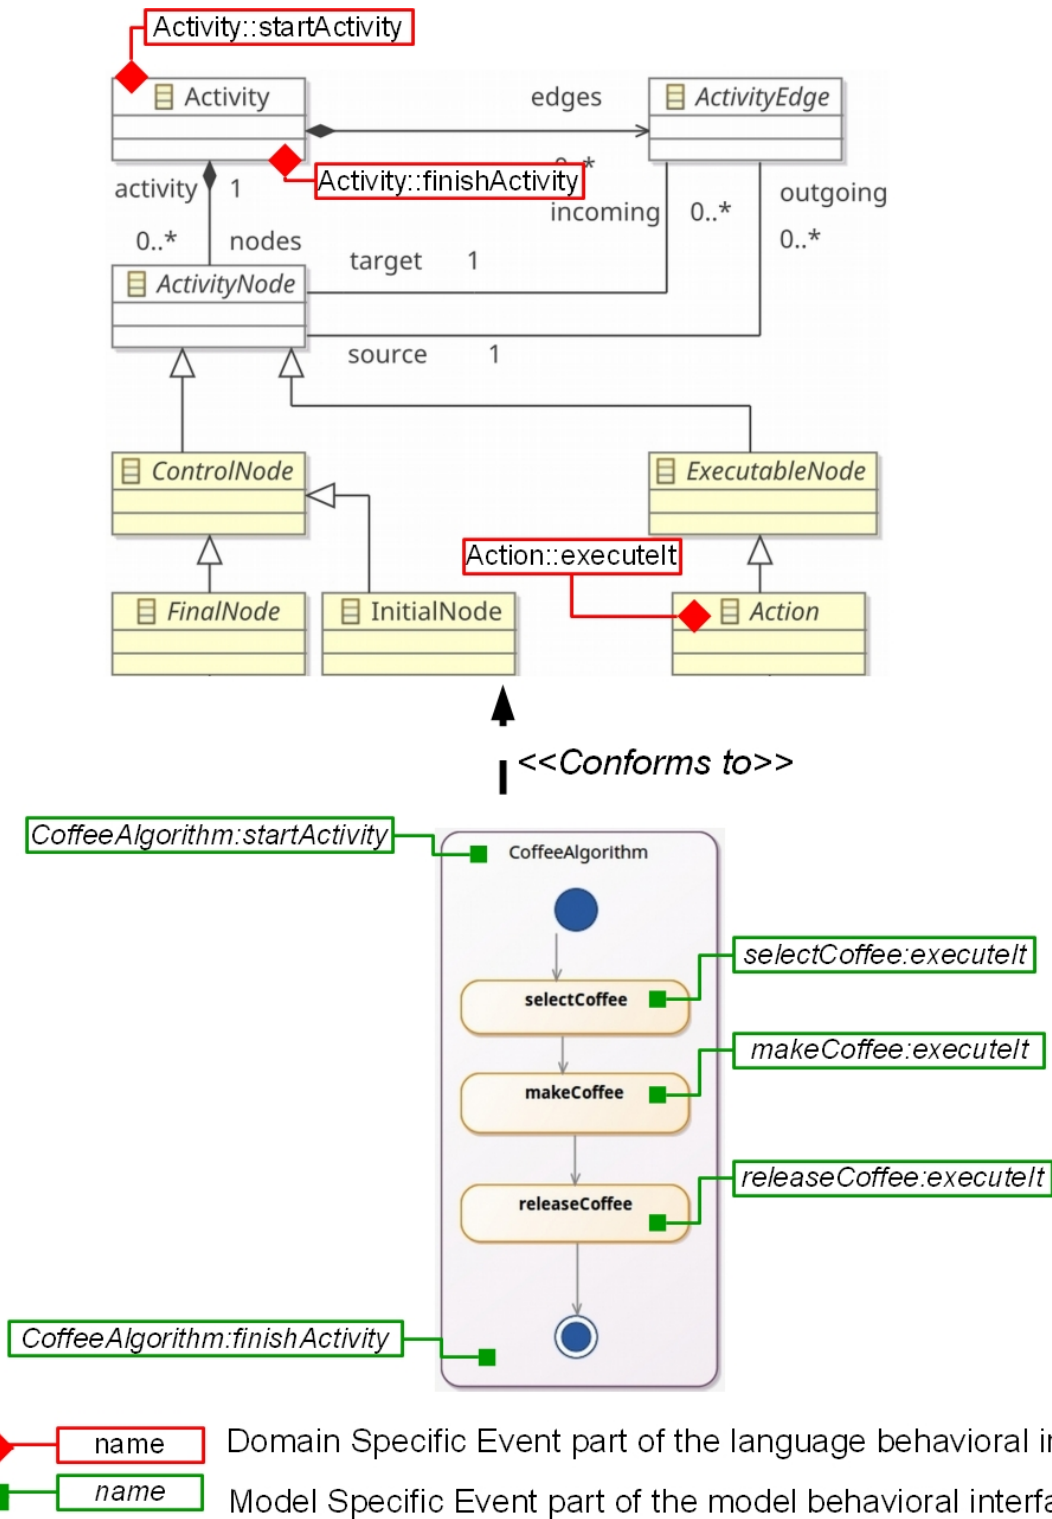 Activity::startActivity
Activity
edges
ActivityEdge
0..*
Activity::finishActivity
activity
1
outgoing
incoming
0..*
0..*
nodes
0..*
target
1
ActivityNode
source
1
ControlNode
ExecutableNode
Action::executeIt
FinalNode
InitialNode
Action
<<Conforms to>>
CoffeeAlgorithm:startActivity
CoffeeAlgorithm
selectCoffee:executeIt
selectCoffee
makeCoffee:executeIt
makeCoffee
releaseCoffee:executeIt
releaseCoffee
CoffeeAlgorithm:finishActivity
name
Domain Specific Event part of the language behavioral
name
Model Specific Event part of the model behavioral